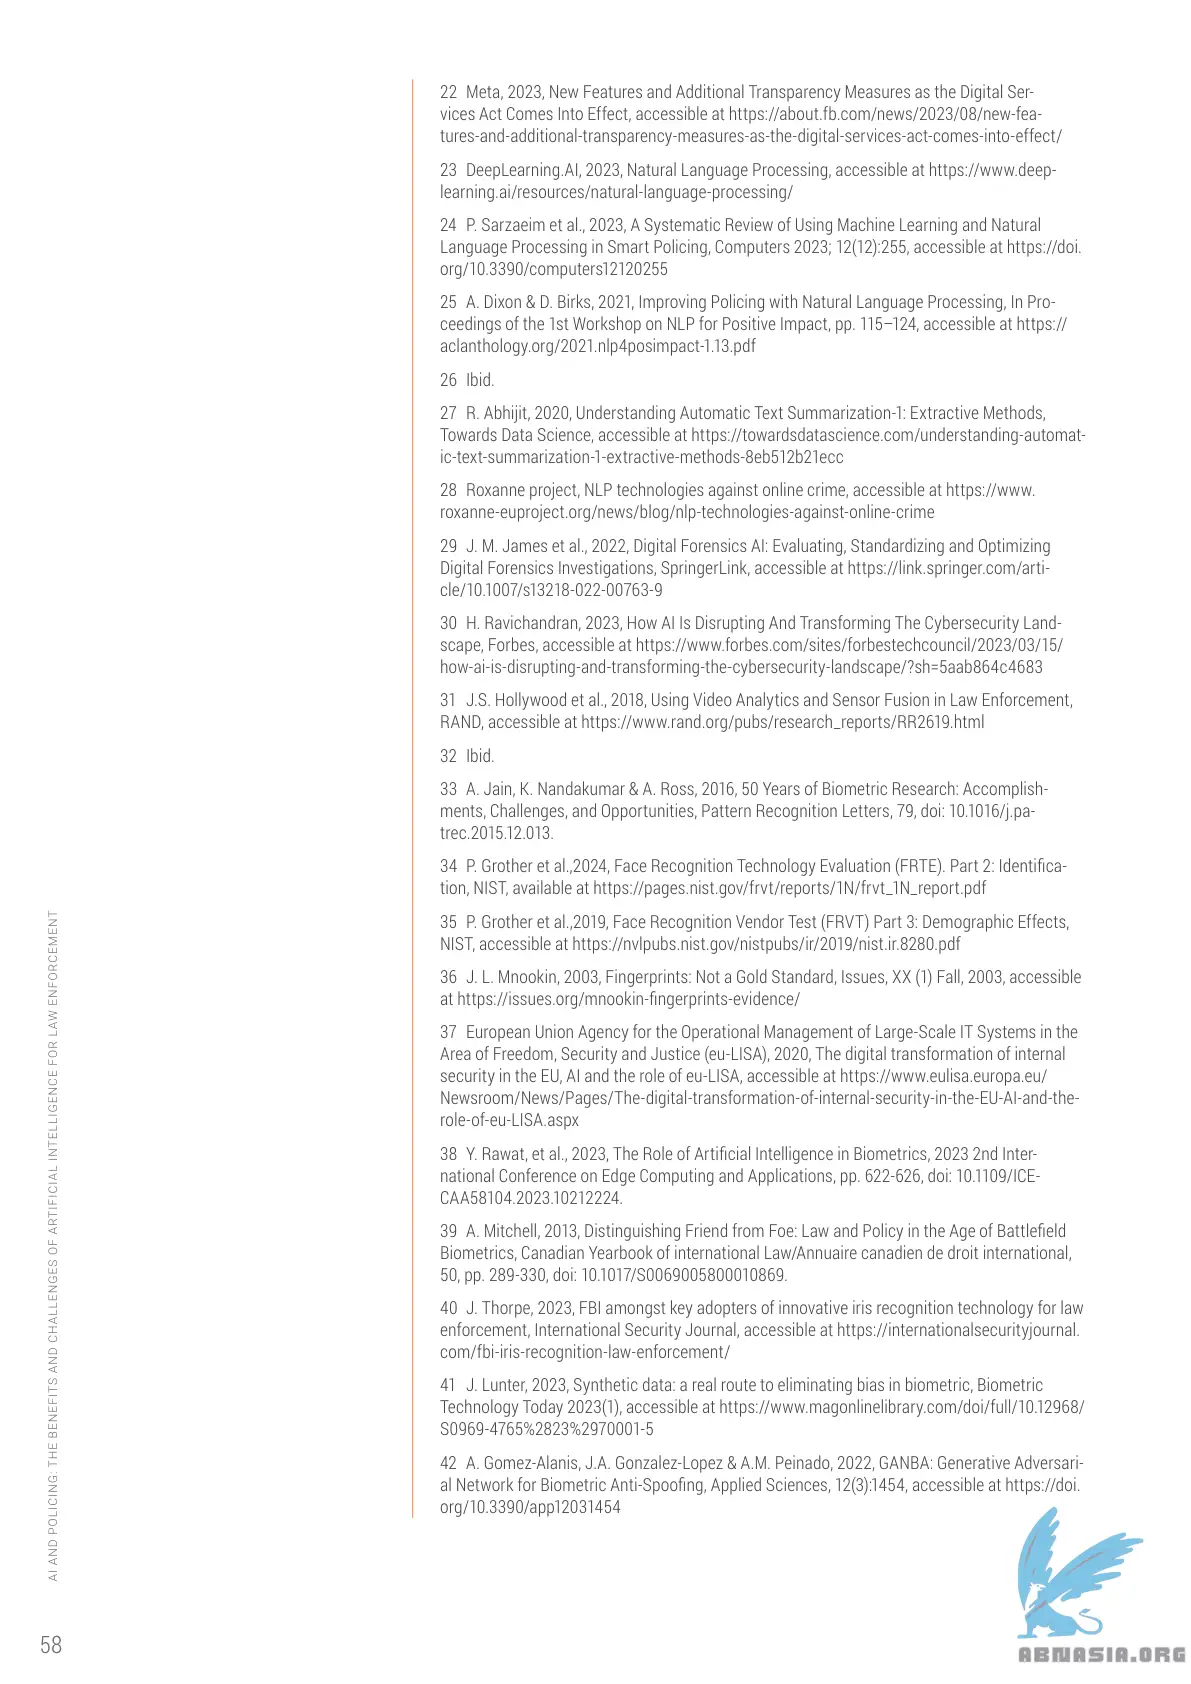 22 Meta, 2023, New Features and Additional Transparency Measures as the Digital Ser-
vices Act Comes Into Effect, accessible at https://about.fb.com/news/2023/08/new-fea-
tures-and-additional-transparency-measures-as-the-digital-services-act-comes-into-effect/
23 DeepLearning.AI, 2023, Natural Language Processing, accessible at https://www.deep-
learning.ai/resources/natural-language-processing/
24 P. Sarzaeim et al., 2023, A Systematic Review of Using Machine Learning and Natural
Language Processing in Smart Policing, Computers 2023; 12(12):255, accessible at https://doi.
org/10.3390/computers12120255
25 A. Dixon & D. Birks, 2021, Improving Policing with Natural Language Processing, In Pro-
ceedings of the 1st Workshop on NLP for Positive Impact, pp. 115–124, accessible at https://
aclanthology.org/2021.nlp4posimpact-1.13.pdf
26 Ibid.
27 R. Abhijit, 2020, Understanding Automatic Text Summarization-1: Extractive Methods,
Towards Data Science, accessible at https://towardsdatascience.com/understanding-automat-
ic-text-summarization-1-extractive-methods-8eb512b21ecc
28 Roxanne project, NLP technologies against online crime, accessible at https://www.
roxanne-euproject.org/news/blog/nlp-technologies-against-online-crime
29 J. M. James et al., 2022, Digital Forensics AI: Evaluating, Standardizing and Optimizing
Digital Forensics Investigations, SpringerLink, accessible at https://link.springer.com/arti-
cle/10.1007/s13218-022-00763-9
30 H. Ravichandran, 2023, How AI Is Disrupting And Transforming The Cybersecurity Land-
scape, Forbes, accessible at https://www.forbes.com/sites/forbestechcouncil/2023/03/15/
how-ai-is-disrupting-and-transforming-the-cybersecurity-landscape/?sh=5aab864c4683
31 J.S. Hollywood et al., 2018, Using Video Analytics and Sensor Fusion in Law Enforcement,
RAND, accessible at https://www.rand.org/pubs/research_reports/RR2619.html
32 Ibid.
33 A. Jain, K. Nandakumar & A. Ross, 2016, 50 Years of Biometric Research: Accomplish-
ments, Challenges, and Opportunities, Pattern Recognition Letters, 79, doi: 10.1016/j.pa-
trec.2015.12.013.
34 P. Grother et al.,2024, Face Recognition Technology Evaluation (FRTE). Part 2: Identifica-
tion, NIST, available at https://pages.nist.gov/frvt/reports/1N/frvt_1N_report.pdf
35 P. Grother et al.,2019, Face Recognition Vendor Test (FRVT) Part 3: Demographic Effects,
NIST, accessible at https://nvlpubs.nist.gov/nistpubs/ir/2019/nist.ir.8280.pdf
36 J. L. Mnookin, 2003, Fingerprints: Not a Gold Standard, Issues, XX (1) Fall, 2003, accessible
at https://issues.org/mnookin-fingerprints-evidence/
37 European Union Agency for the Operational Management of Large-Scale IT Systems in the
Area of Freedom, Security and Justice (eu-LISA), 2020, The digital transformation of internal
security in the EU, AI and the role of eu-LISA, accessible at https://www.eulisa.europa.eu/
Newsroom/News/Pages/The-digital-transformation-of-internal-security-in-the-EU-AI-and-the-
role-of-eu-LISA.aspx
38 Y. Rawat, et al., 2023, The Role of Artificial Intelligence in Biometrics, 2023 2nd Inter-
national Conference on Edge Computing and Applications, pp. 622-626, doi: 10.1109/ICE-
CAA58104.2023.10212224.
39 A. Mitchell, 2013, Distinguishing Friend from Foe: Law and Policy in the Age of Battlefield
Biometrics, Canadian Yearbook of international Law/Annuaire canadien de droit international,
50, pp. 289-330, doi: 10.1017/S0069005800010869.
40 J. Thorpe, 2023, FBI amongst key adopters of innovative iris recognition technology for law
enforcement, International Security Journal, accessible at https://internationalsecurityjournal.
com/fbi-iris-recognition-law-enforcement/
41 J. Lunter, 2023, Synthetic data: a real route to eliminating bias in biometric, Biometric
Technology Today 2023(1), accessible at https://www.magonlinelibrary.com/doi/full/10.12968/
S0969-4765%2823%2970001-5
42 A. Gomez-Alanis, J.A. Gonzalez-Lopez & A.M. Peinado, 2022, GANBA: Generative Adversari-
al Network for Biometric Anti-Spoofing, Applied Sciences, 12(3):1454, accessible at https://doi.
org/10.3390/app12031454
AI AND POLICING: THE BENEFITS AND CHALLENGES OF ARTIFICIAL INTELLIGENCE FOR LAW ENFORCEMENT
58
ABNASIA.ORG